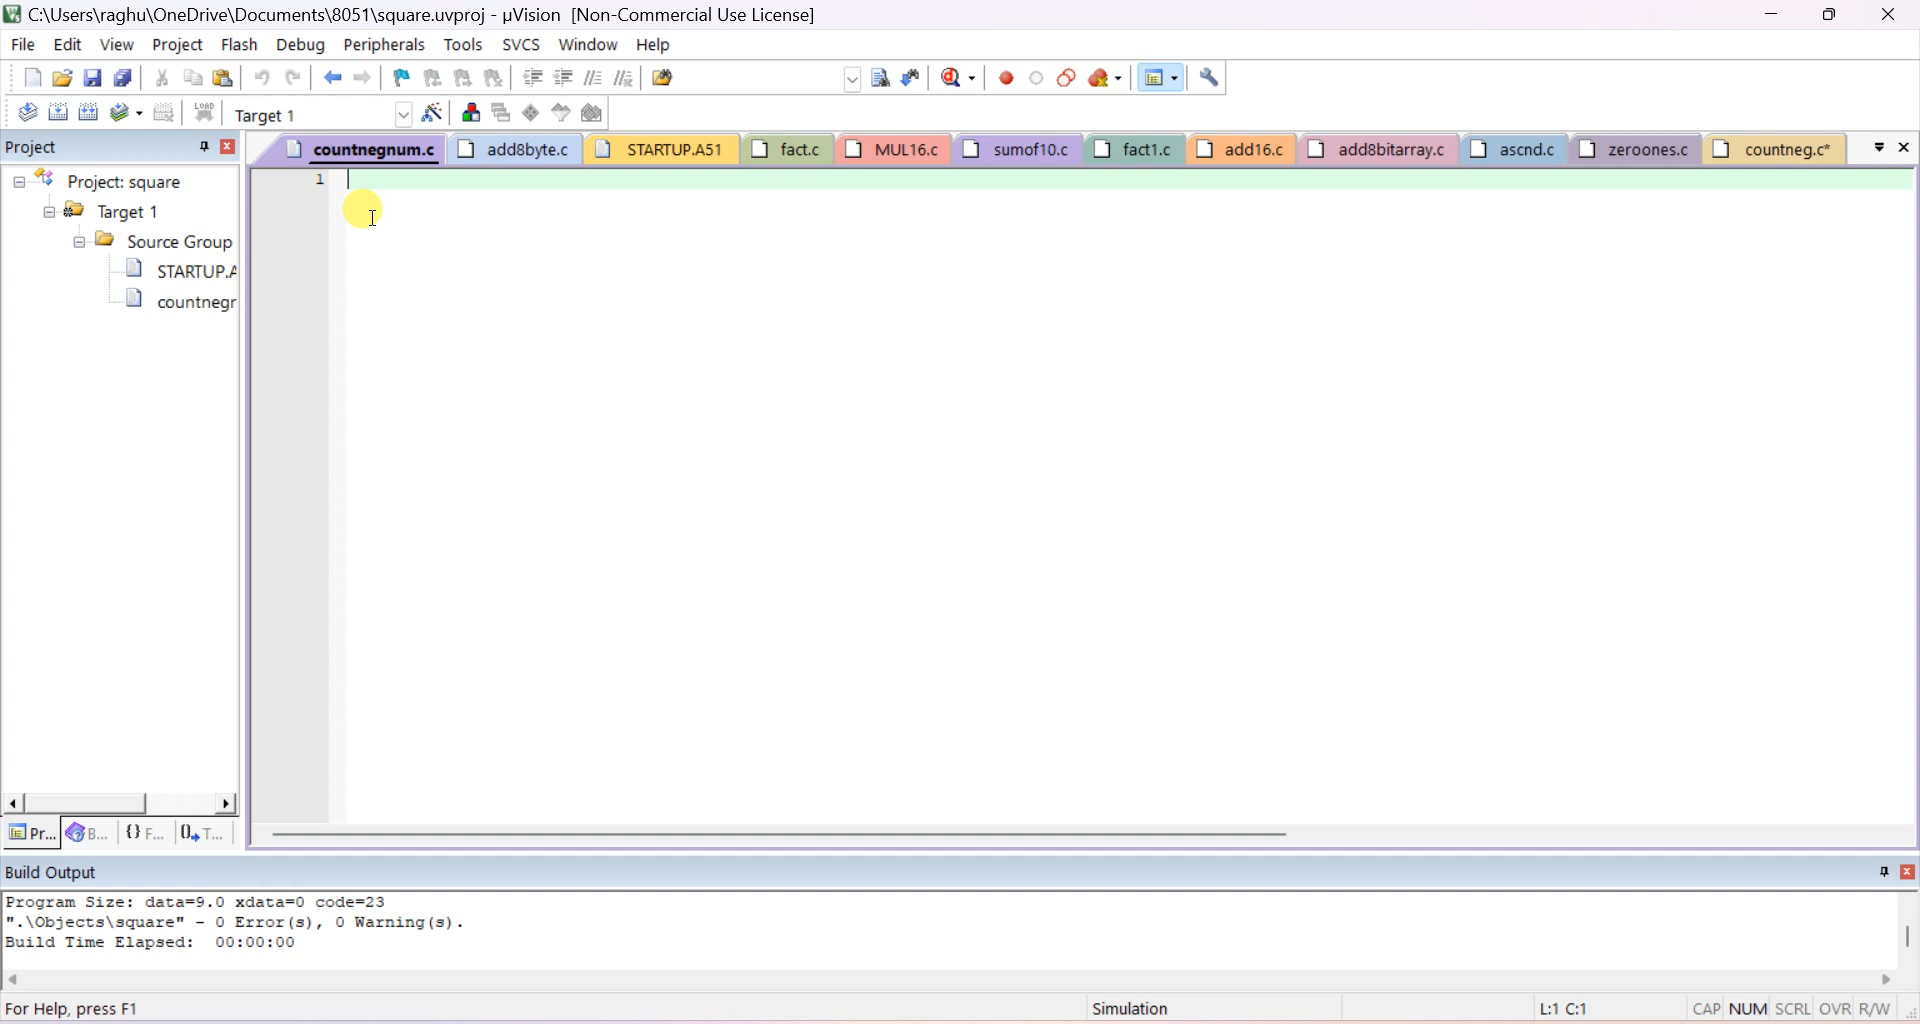 C:\Users\raghu\OneDrive\Documents\8051\square.uvproj - µVision [Non-Commercial Use License]
File Edit View Project Flash Debug Peripherals Tools SVCS Window Help
LOAD Target 1
Project
countnegnum.c add8byte.c STARTUP.A51 fact.c MUL16.c sumof10.c fact1.c add16.c add8bitarray.c ascnd.c zeroones.c countneg.c*
1
Project: square
Target 1
Source Group
STARTUP.A
countnegr
Pr... B... {} F... T...
Build Output
Program Size: data=9.0 xdata=0 code=23
".\Objects\square" - 0 Error(s), 0 Warning(s).
Build Time Elapsed: 00:00:00
For Help, press F1 Simulation L:1 C:1 CAP NUM SCRL OVR R/W